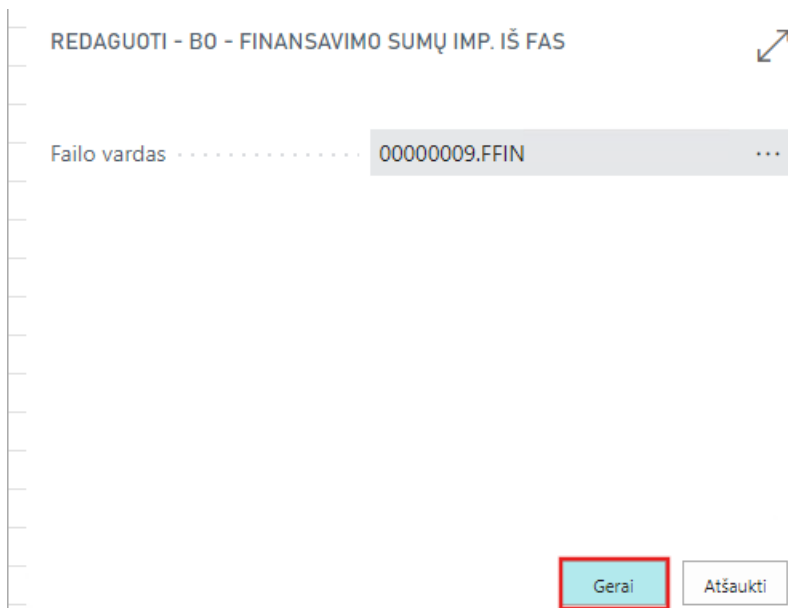 REDAGUOTI - BO - FINANSAVIMO SUMŲ IMP. IŠ FAS
Failo vardas 00000009.FFIN ...
Gerai Atšaukti